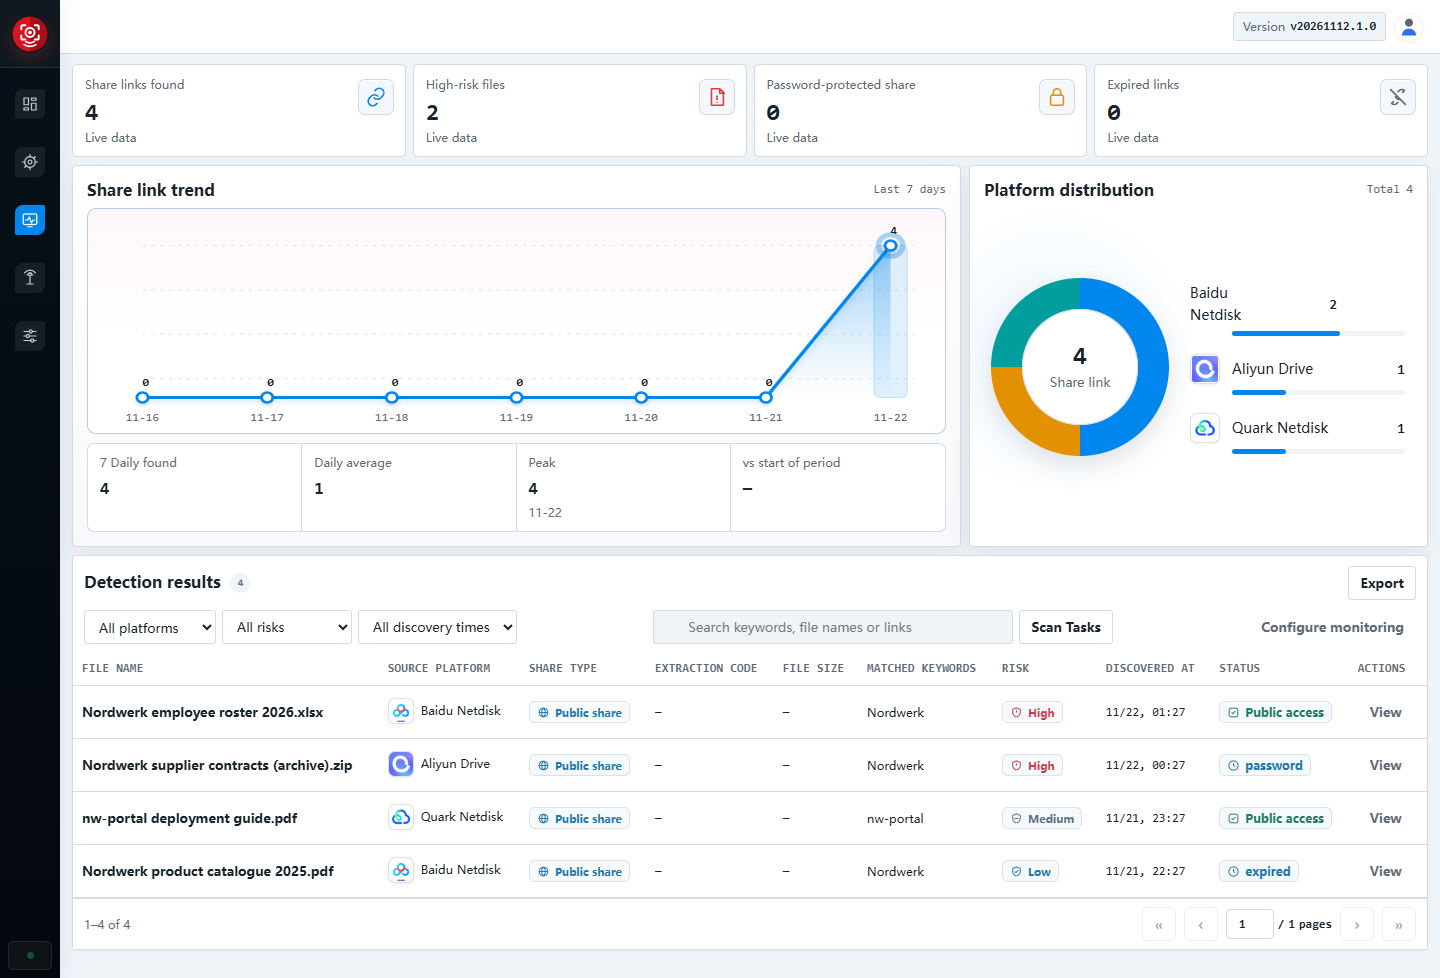 Version v20261112.1.0
Share links found
4
Live data
High-risk files
2
Live data
Password-protected share
0
Live data
Expired links
0
Live data
Share link trend
Last 7 days
4
0 0 0 0 0 0
11-16 11-17 11-18 11-19 11-20 11-21 11-22
7 Daily found
4
Daily average
1
Peak
4
11-22
vs start of period
—
Platform distribution
Total 4
4
Share link
Baidu
Netdisk
2
Aliyun Drive 1
Quark Netdisk 1
Detection results 4
Export
All platforms All risks All discovery times Search keywords, file names or links Scan Tasks Configure monitoring
FILE NAME SOURCE PLATFORM SHARE TYPE EXTRACTION CODE FILE SIZE MATCHED KEYWORDS RISK DISCOVERED AT STATUS ACTIONS
Nordwerk employee roster 2026.xlsx Baidu Netdisk Public share — — Nordwerk High 11/22, 01:27 Public access View
Nordwerk supplier contracts (archive).zip Aliyun Drive Public share — — Nordwerk High 11/22, 00:27 password View
nw-portal deployment guide.pdf Quark Netdisk Public share — — nw-portal Medium 11/21, 23:27 Public access View
Nordwerk product catalogue 2025.pdf Baidu Netdisk Public share — — Nordwerk Low 11/21, 22:27 expired View
1–4 of 4
« ‹ 1 / 1 pages › »